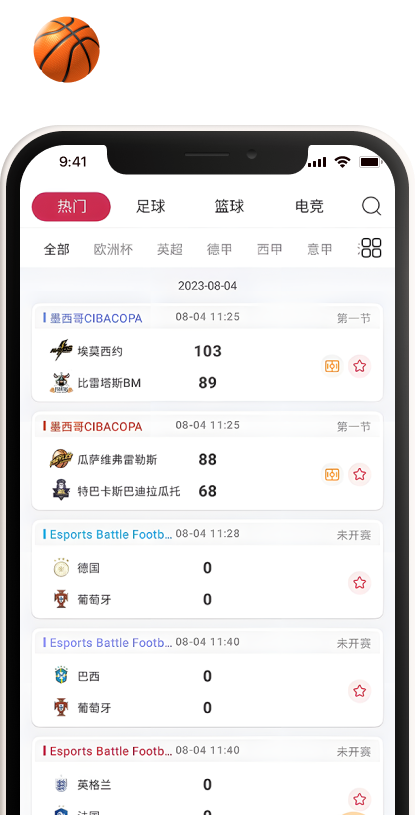 9:41
热门 足球 篮球 电竞
全部 欧洲杯 英超 德甲 西甲 意甲
2023-08-04
墨西哥CIBACOPA 08-04 11:25 第一节
埃莫西约 103
比雷塔斯BM 89
墨西哥CIBACOPA 08-04 11:25 第一节
瓜萨维弗雷勒斯 88
特巴卡斯巴迪拉瓜托 68
Esports Battle Footb... 08-04 11:28 未开赛
德国 0
葡萄牙 0
Esports Battle Footb... 08-04 11:40 未开赛
巴西 0
葡萄牙 0
Esports Battle Footb... 08-04 11:40 未开赛
英格兰 0
法国 0